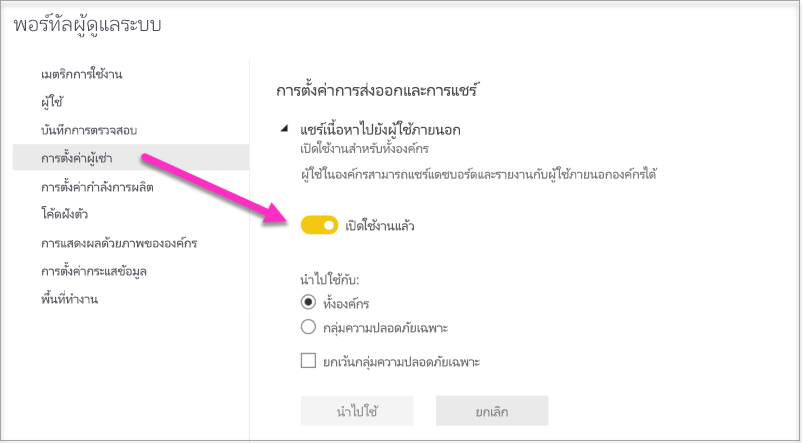 พอร์ทัลผู้ดูแลระบบ
เมตริกการใช้งาน
ผู้ใช้
บันทึกการตรวจสอบ
การตั้งค่าผู้เช่า
การตั้งค่ากำลังการผลิต
โค้ดฝังตัว
การแสดงผลด้วยภาพขององค์กร
การตั้งค่ากระแสข้อมูล
พื้นที่ทำงาน
การตั้งค่าการส่งออกและการแชร์
แชร์เนื้อหาไปยังผู้ใช้ภายนอก
เปิดใช้งานสำหรับทั้งองค์กร
ผู้ใช้ในองค์กรสามารถแชร์แดชบอร์ดและรายงานกับผู้ใช้ภายนอกองค์กรได้
เปิดใช้งานแล้ว
นำไปใช้กับ:
ทั้งองค์กร
กลุ่มความปลอดภัยเฉพาะ
ยกเว้นกลุ่มความปลอดภัยเฉพาะ
นำไปใช้ ยกเลิก